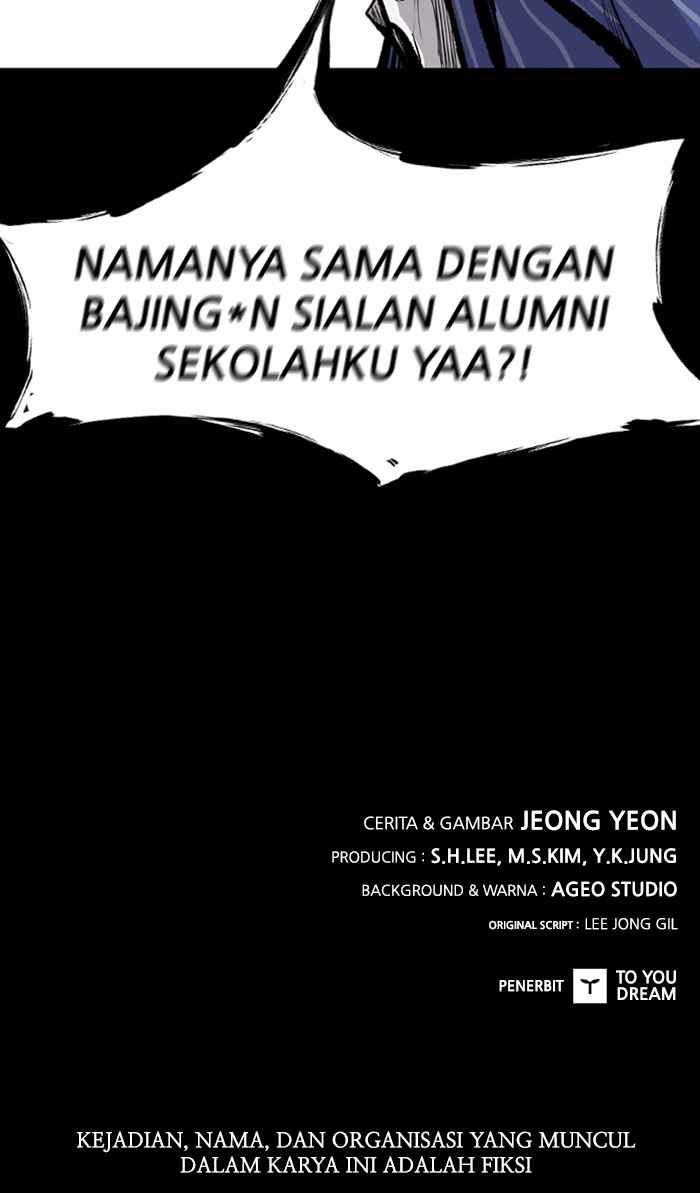 NAMANYA SAMA DENGAN
BAJING*N SIALAN ALUMNI
SEKOLAHKU YAA?!
CERITA & GAMBAR JEONG YEON
PRODUCING : S.H.LEE, M.S.KIM, Y.K.JUNG
BACKGROUND & WARNA : AGEO STUDIO
ORIGINAL SCRIPT : LEE JONG GIL
PENERBIT TO YOU
DREAM
KEJADIAN, NAMA, DAN ORGANISASI YANG MUNCUL
DALAM KARYA INI ADALAH FIKSI